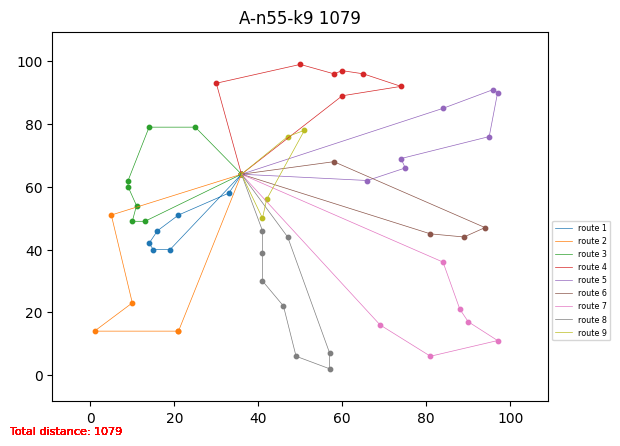 A-n55-k9 1079
100
80
60
40
20
0
0 20 40 60 80 100
route 1
route 2
route 3
route 4
route 5
route 6
route 7
route 8
route 9
Total distance: 1079